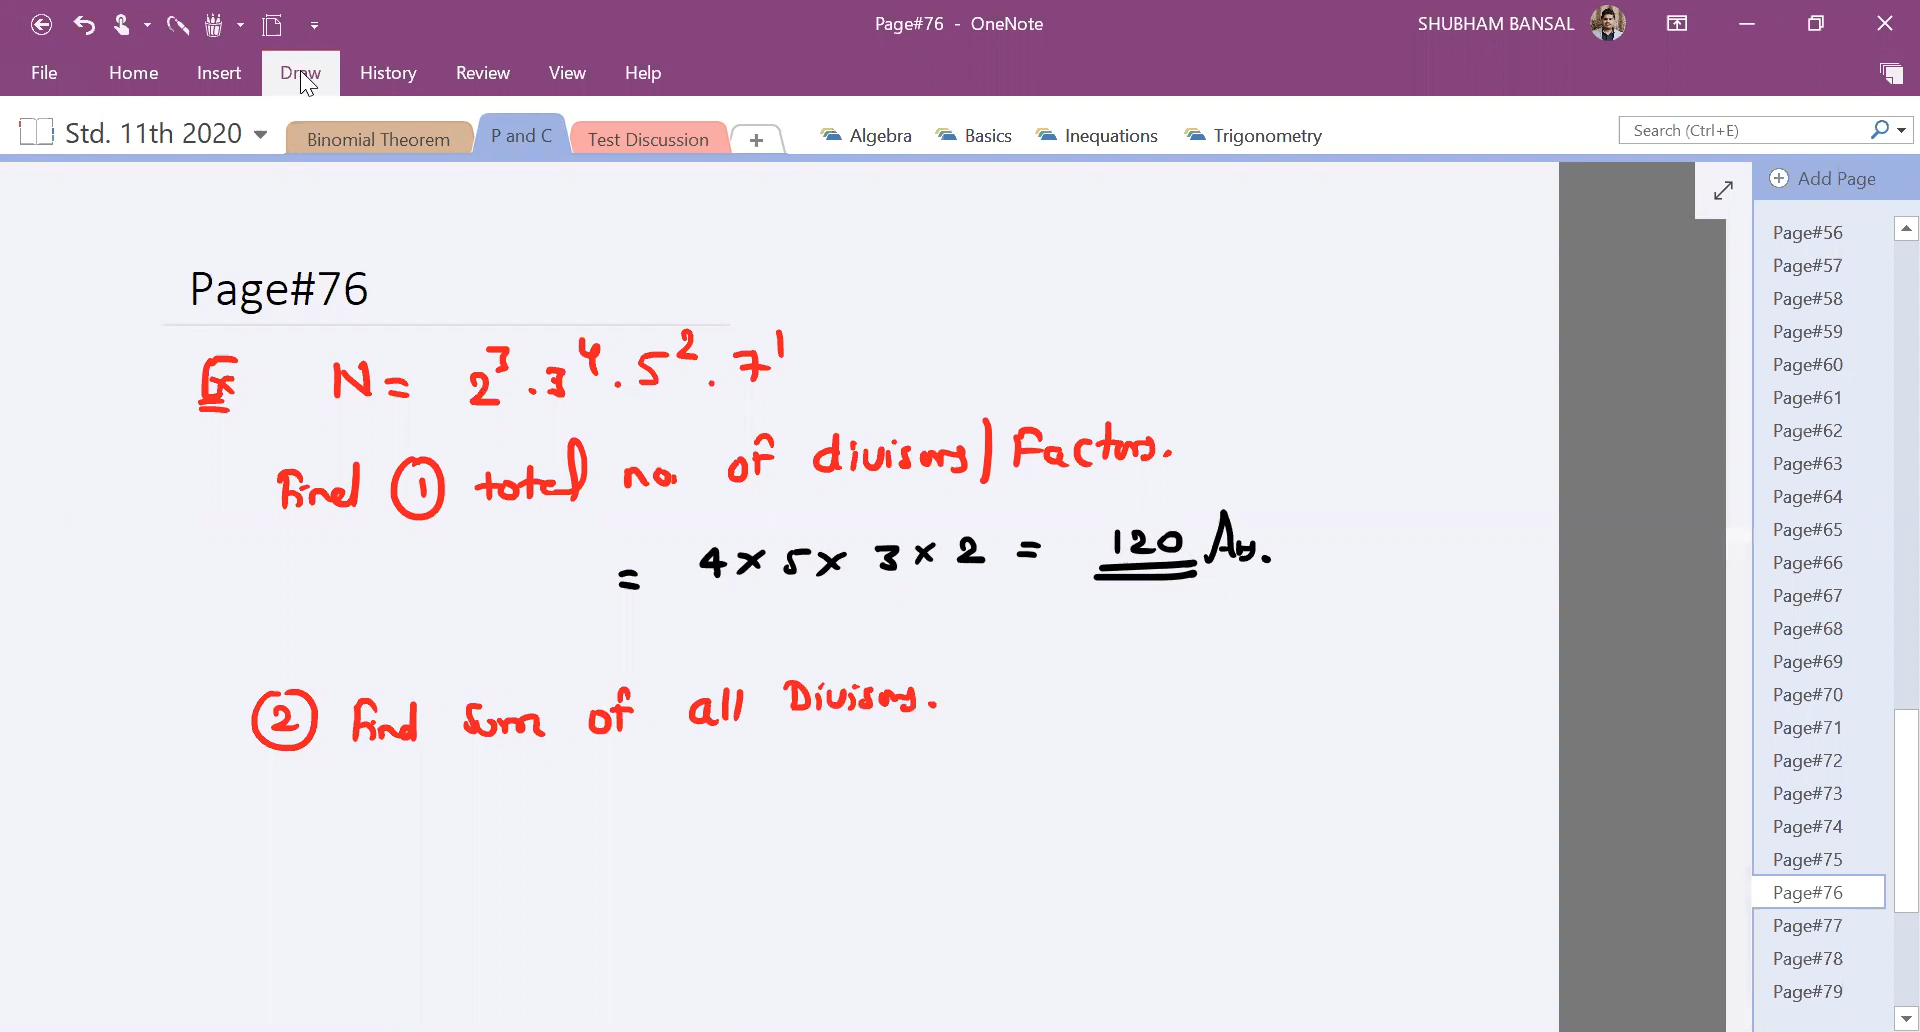 Page#76 - OneNote
SHUBHAM BANSAL
File Home Insert Draw History Review View Help
Std. 11th 2020
Binomial Theorem P and C Test Discussion +
Algebra Basics Inequations Trigonometry
Search (Ctrl+E)
Add Page
Page#76
Ex N = 2^3 . 3^4 . 5^2 . 7^1
Find ① total no. of divisors / Factors.
= 4 × 5 × 3 × 2 = 120 Ans.
② Find Sum of all Divisors.
Page#56
Page#57
Page#58
Page#59
Page#60
Page#61
Page#62
Page#63
Page#64
Page#65
Page#66
Page#67
Page#68
Page#69
Page#70
Page#71
Page#72
Page#73
Page#74
Page#75
Page#76
Page#77
Page#78
Page#79